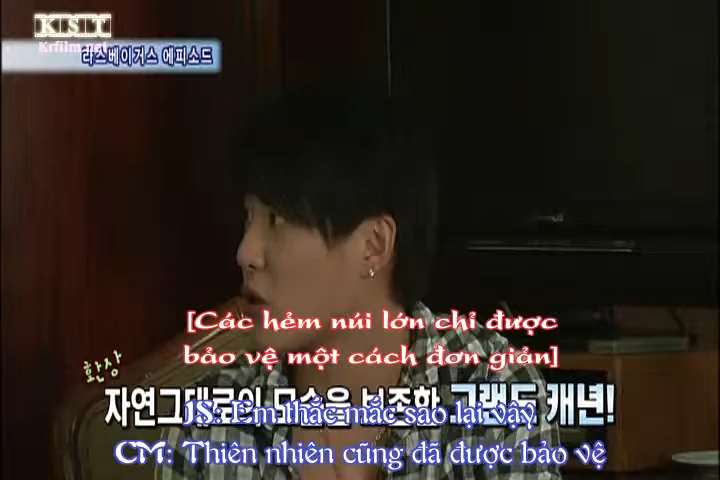 KST
Krfilm.net
라스베이거스 에피소드
[Các hẻm núi lớn chỉ được
bảo vệ một cách đơn giản]
환상
자연그대로의 모습을 보존한 그랜드 캐년!
JS: Em thắc mắc sao lại vậy
CM: Thiên nhiên cũng đã được bảo vệ